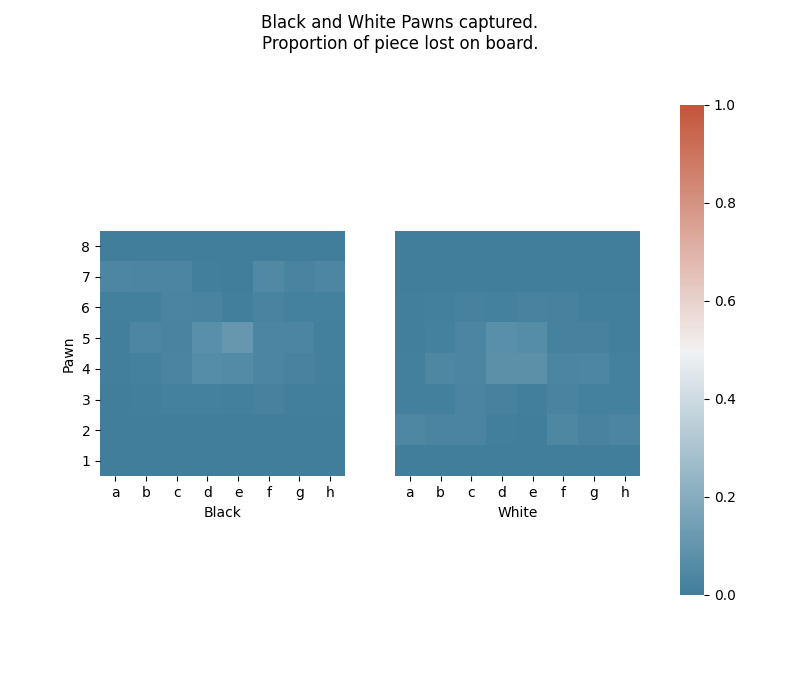 Black and White Pawns captured.
Proportion of piece lost on board.
1.0
0.8
0.6
0.4
0.2
0.0
Pawn
8
7
6
5
4
3
2
1
a b c d e f g h
Black
a b c d e f g h
White